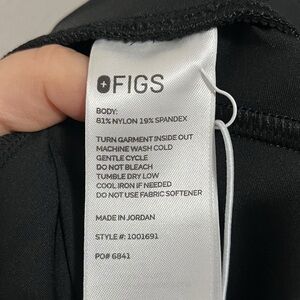 FIGS
BODY:
81% NYLON 19% SPANDEX
TURN GARMENT INSIDE OUT
MACHINE WASH COLD
GENTLE CYCLE
DO NOT BLEACH
TUMBLE DRY LOW
COOL IRON IF NEEDED
DO NOT USE FABRIC SOFTENER
MADE IN JORDAN
STYLE #: 1001691
PO# 6841